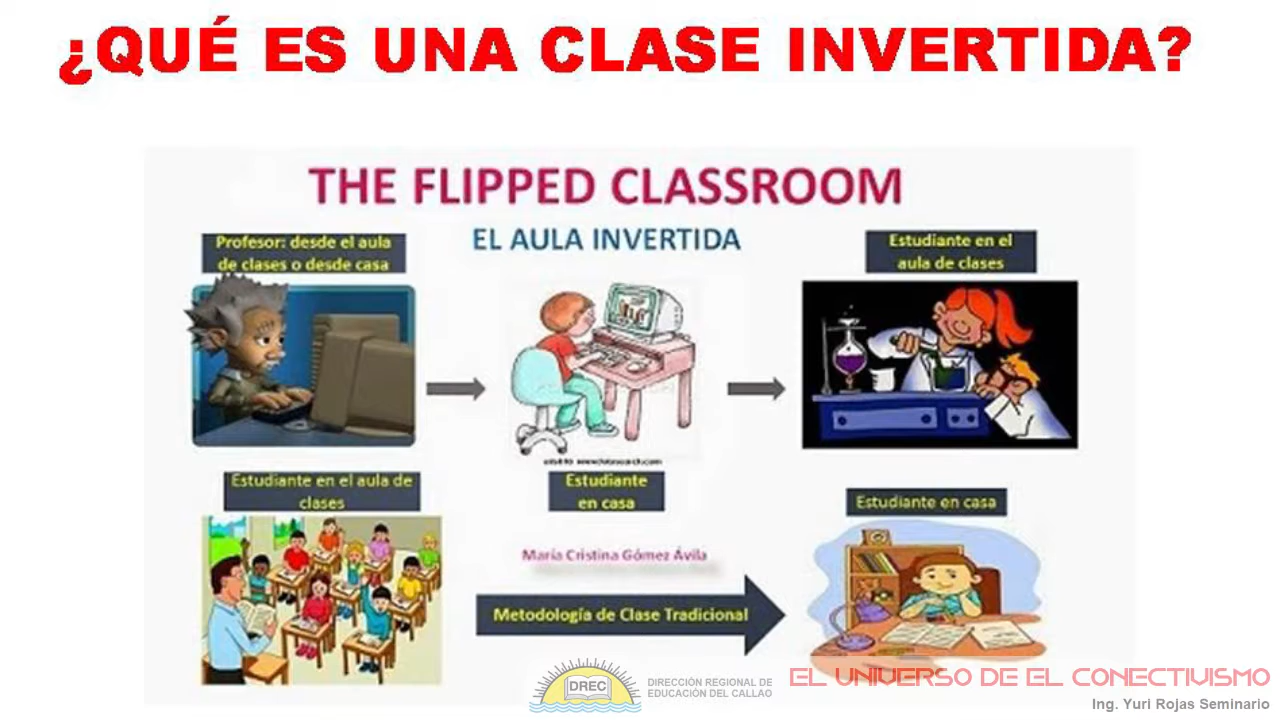 ¿QUÉ ES UNA CLASE INVERTIDA?
THE FLIPPED CLASSROOM
EL AULA INVERTIDA
Profesor: desde el aula
de clases o desde casa
Estudiante en el
aula de clases
Estudiante en el aula de
clases
Estudiante
en casa
Estudiante en casa
María Cristina Gómez Ávila
Metodología de Clase Tradicional
DREC
DIRECCIÓN REGIONAL DE
EDUCACIÓN DEL CALLAO
EL UNIVERSO DE EL CONECTIVISMO
Ing. Yuri Rojas Seminario